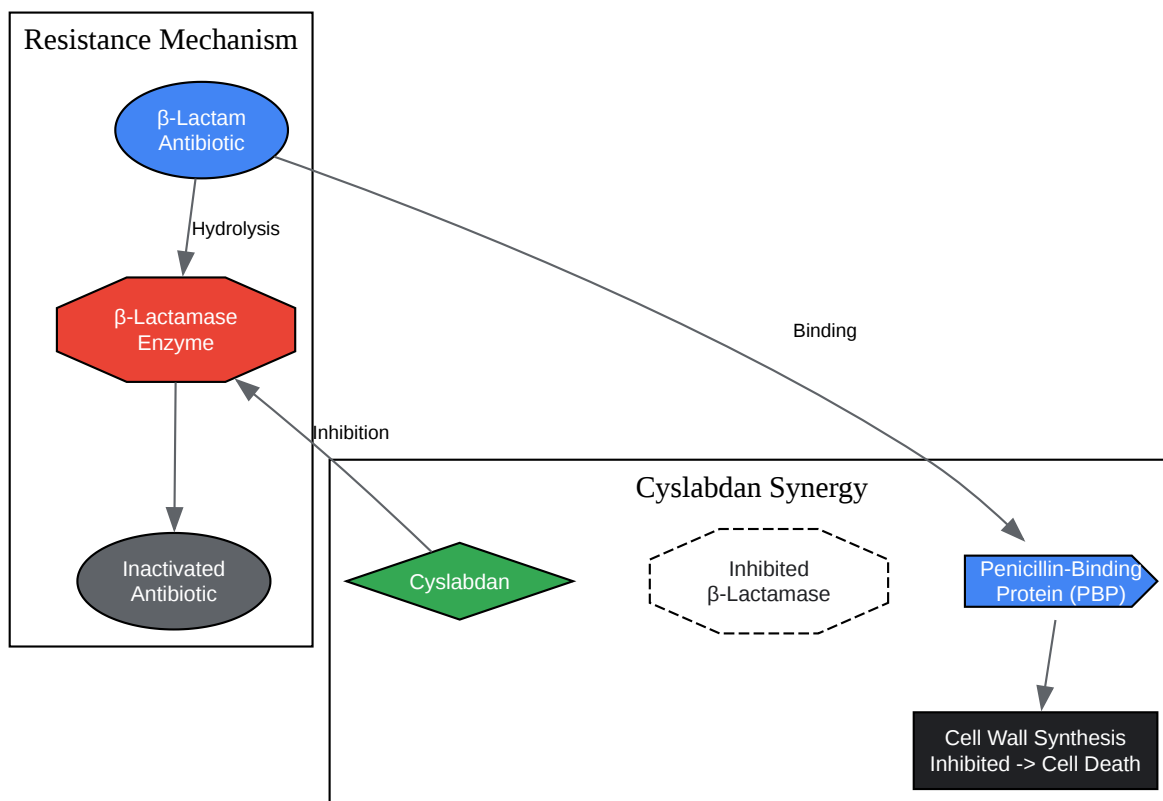 Resistance Mechanism
β-Lactam
Antibiotic
Hydrolysis
β-Lactamase
Enzyme
Binding
Inhibition
Inactivated
Antibiotic
Cyslabdan Synergy
Cyslabdan
Inhibited
β-Lactamase
Penicillin-Binding
Protein (PBP)
Cell Wall Synthesis
Inhibited -> Cell Death